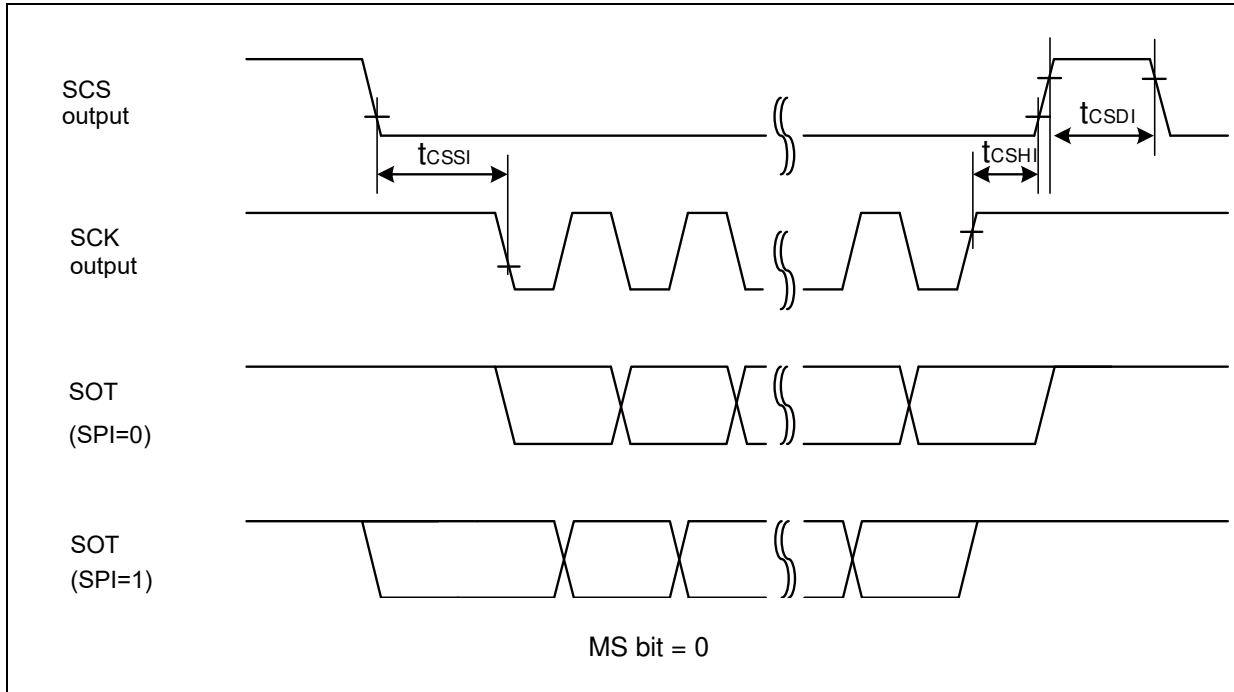 SCS
output
tCSSI
tCSHI
tCSDI
SCK
output
SOT
(SPI=0)
SOT
(SPI=1)
MS bit = 0